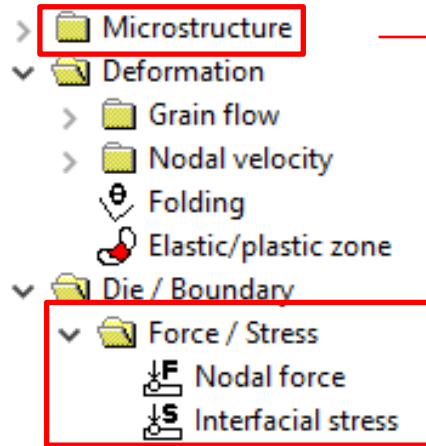 Microstructure
Deformation
Grain flow
Nodal velocity
Folding
Elastic/plastic zone
Die / Boundary
Force / Stress
Nodal force
Interfacial stress